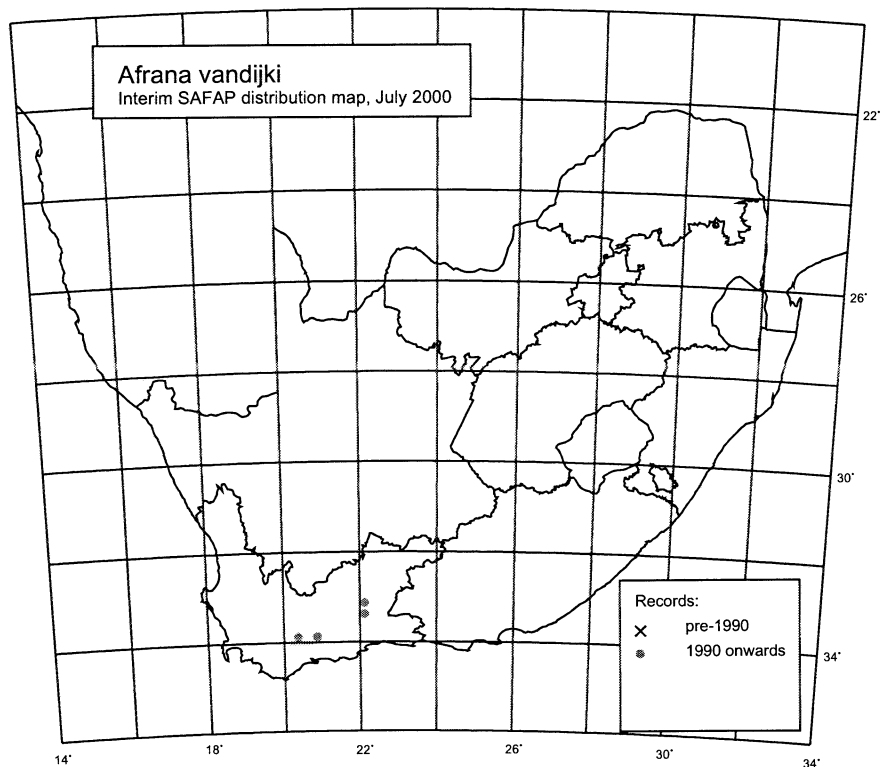 Afrana vandijki
Interim SAFAP distribution map, July 2000
22°
26°
30°
Records:
pre-1990
1990 onwards
34°
14°
18°
22°
26°
30°
34°